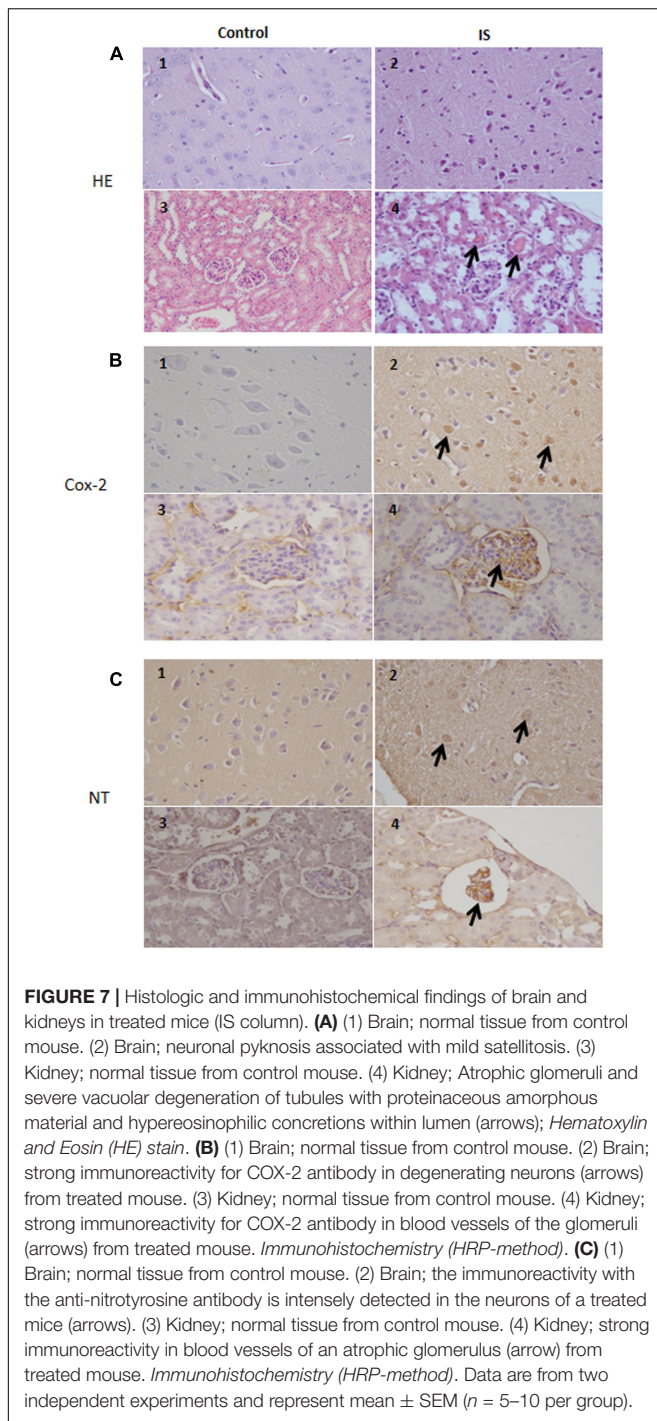 Control IS
A
1 2
HE
3 4
B
1 2
Cox-2
3 4
C
1 2
NT
3 4
FIGURE 7 | Histologic and immunohistochemical findings of brain and
kidneys in treated mice (IS column). (A) (1) Brain; normal tissue from control
mouse. (2) Brain; neuronal pyknosis associated with mild satellitosis. (3)
Kidney; normal tissue from control mouse. (4) Kidney; Atrophic glomeruli and
severe vacuolar degeneration of tubules with proteinaceous amorphous
material and hypereosinophilic concretions within lumen (arrows); Hematoxylin
and Eosin (HE) stain. (B) (1) Brain; normal tissue from control mouse. (2) Brain;
strong immunoreactivity for COX-2 antibody in degenerating neurons (arrows)
from treated mouse. (3) Kidney; normal tissue from control mouse. (4) Kidney;
strong immunoreactivity for COX-2 antibody in blood vessels of the glomeruli
(arrows) from treated mouse. Immunohistochemistry (HRP-method). (C) (1)
Brain; normal tissue from control mouse. (2) Brain; the immunoreactivity with
the anti-nitrotyrosine antibody is intensely detected in the neurons of a treated
mice (arrows). (3) Kidney; normal tissue from control mouse. (4) Kidney; strong
immunoreactivity in blood vessels of an atrophic glomerulus (arrow) from
treated mouse. Immunohistochemistry (HRP-method). Data are from two
independent experiments and represent mean ± SEM (n = 5–10 per group).